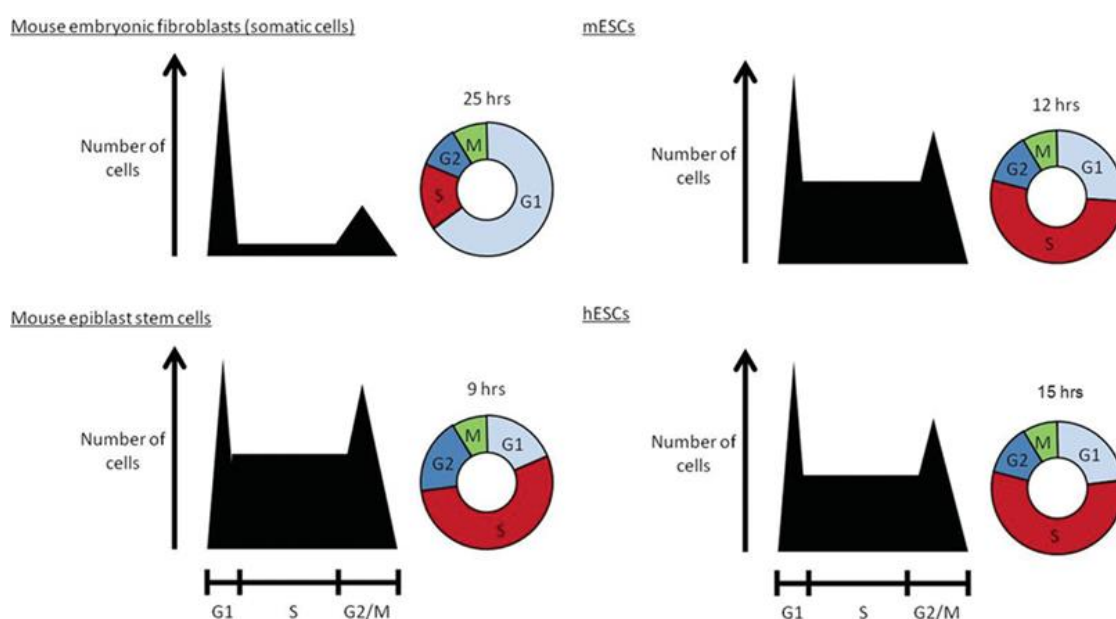 Mouse embryonic fibroblasts (somatic cells)
Number of
cells
25 hrs
M
G2
S
G1
mESCs
Number of
cells
12 hrs
M
G2
G1
S
Mouse epiblast stem cells
Number of
cells
9 hrs
M
G2
G1
S
G1
S
G2/M
hESCs
Number of
cells
15 hrs
M
G2
G1
S
G1
S
G2/M